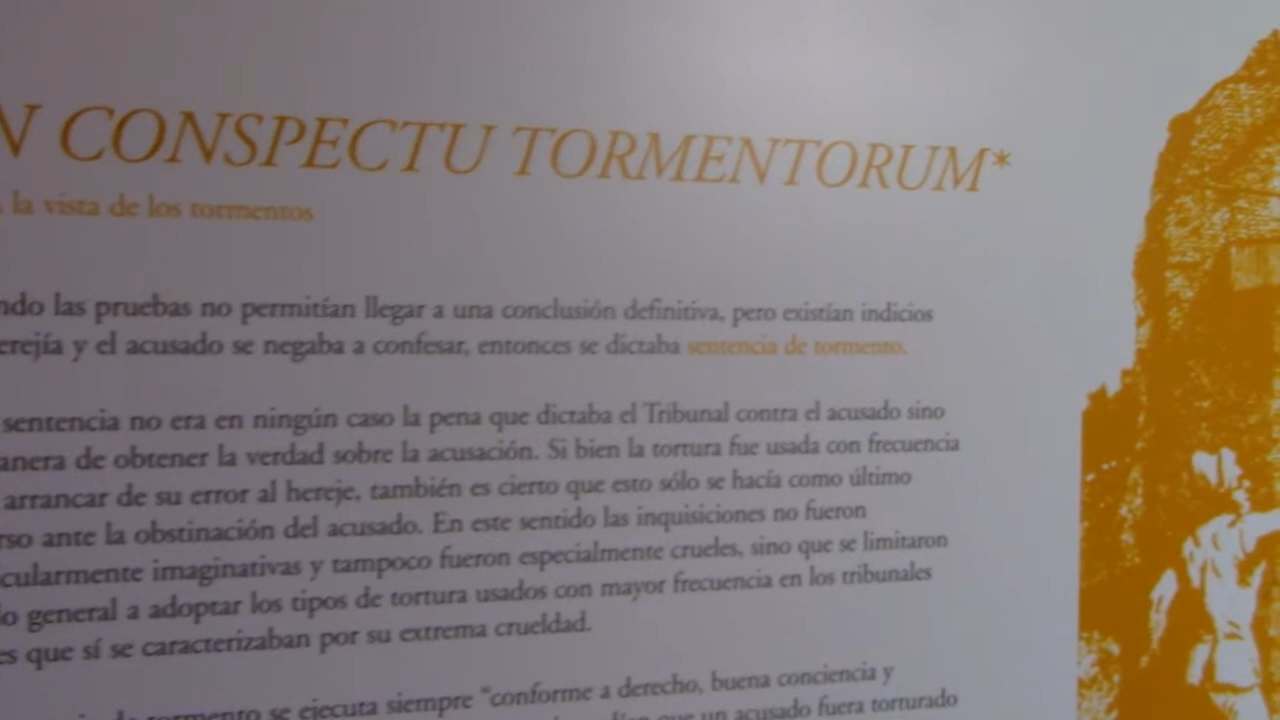 N CONSPECTU TORMENTORUM*
la vista de los tormentos
ndo las pruebas no permitían llegar a una conclusión definitiva, pero existían indicios
erejía y el acusado se negaba a confesar, entonces se dictaba sentencia de tormento.
sentencia no era en ningún caso la pena que dictaba el Tribunal contra el acusado sino
anera de obtener la verdad sobre la acusación. Si bien la tortura fue usada con frecuencia
arrancar de su error al hereje, también es cierto que esto sólo se hacía como último
rso ante la obstinación del acusado. En este sentido las inquisiciones no fueron
cularmente imaginativas y tampoco fueron especialmente crueles, sino que se limitaron
lo general a adoptar los tipos de tortura usados con mayor frecuencia en los tribunales
es que sí se caracterizaban por su extrema crueldad.
tormento se ejecuta siempre "conforme a derecho, buena conciencia y
que un acusado fuera torturado